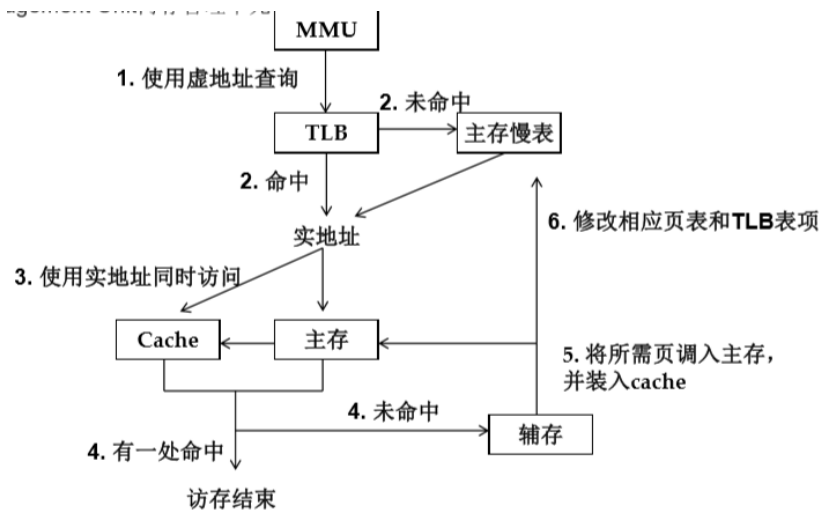 MMU
1. 使用虚地址查询
2. 未命中
TLB
主存慢表
2. 命中
实地址
6. 修改相应页表和TLB表项
3. 使用实地址同时访问
Cache
主存
5. 将所需页调入主存，
并装入cache
4. 未命中
辅存
4. 有一处命中
访存结束